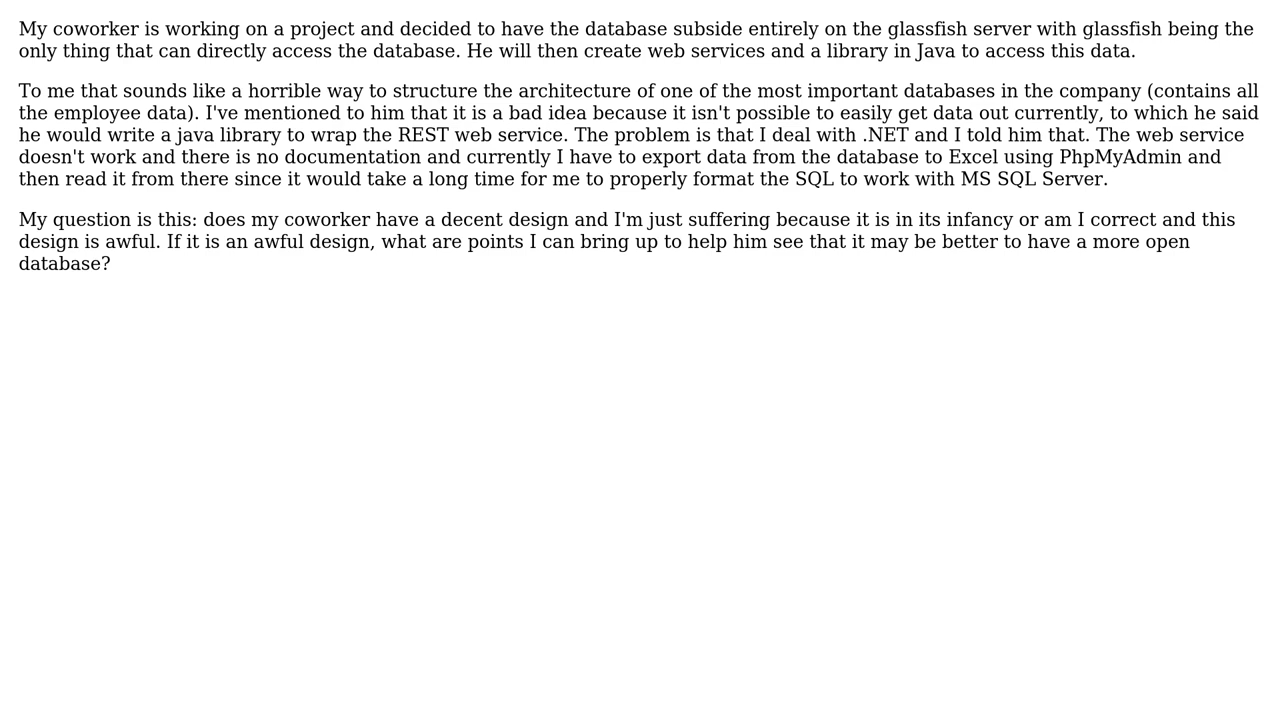 My coworker is working on a project and decided to have the database subside entirely on the glassfish server with glassfish being the
only thing that can directly access the database. He will then create web services and a library in Java to access this data.
To me that sounds like a horrible way to structure the architecture of one of the most important databases in the company (contains all
the employee data). I've mentioned to him that it is a bad idea because it isn't possible to easily get data out currently, to which he said
he would write a java library to wrap the REST web service. The problem is that I deal with .NET and I told him that. The web service
doesn't work and there is no documentation and currently I have to export data from the database to Excel using PhpMyAdmin and
then read it from there since it would take a long time for me to properly format the SQL to work with MS SQL Server.
My question is this: does my coworker have a decent design and I'm just suffering because it is in its infancy or am I correct and this
design is awful. If it is an awful design, what are points I can bring up to help him see that it may be better to have a more open
database?